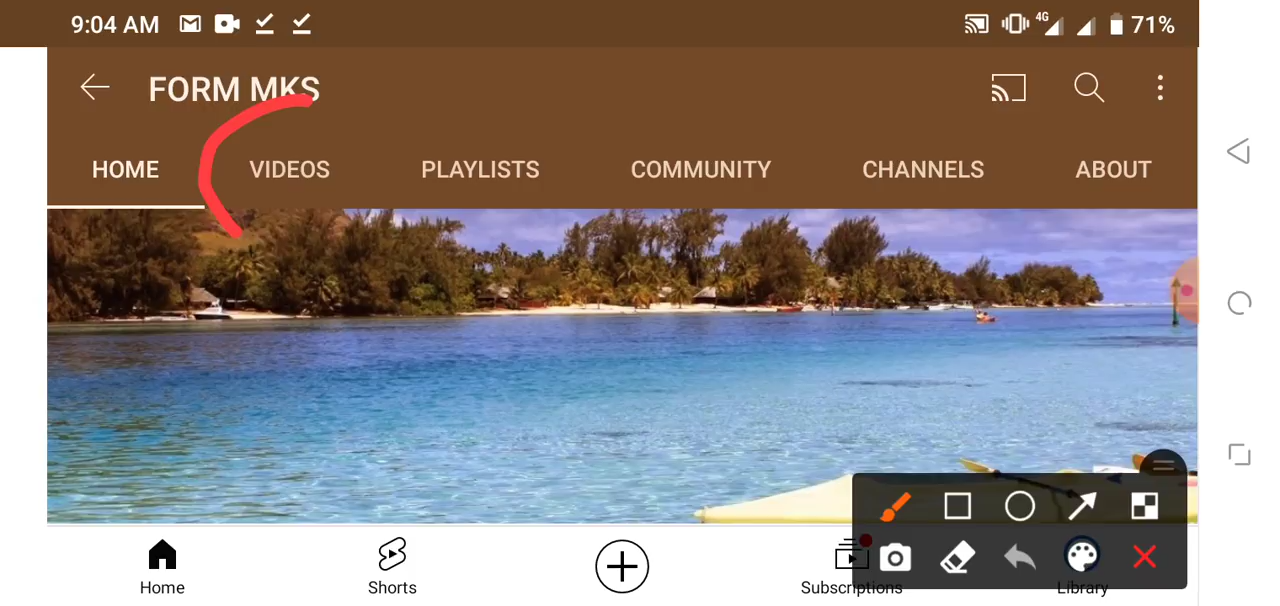 9:04 AM 4G 71%
FORM MKS
HOME VIDEOS PLAYLISTS COMMUNITY CHANNELS ABOUT
Home Shorts Subscriptions Library